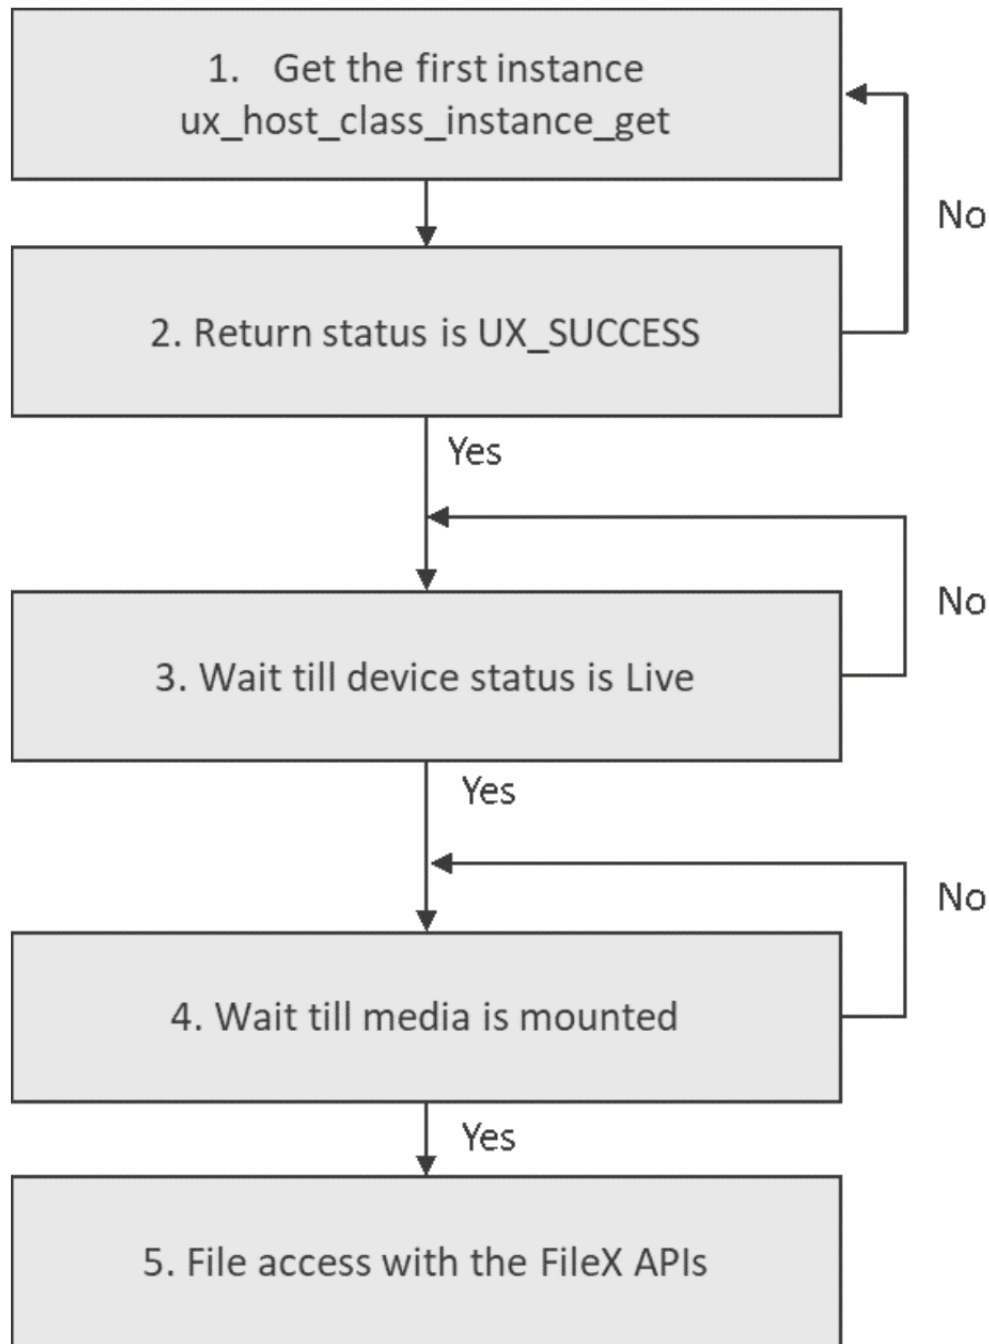 1. Get the first instance
ux_host_class_instance_get
No
2. Return status is UX_SUCCESS
Yes
No
3. Wait till device status is Live
Yes
No
4. Wait till media is mounted
Yes
5. File access with the FileX APIs